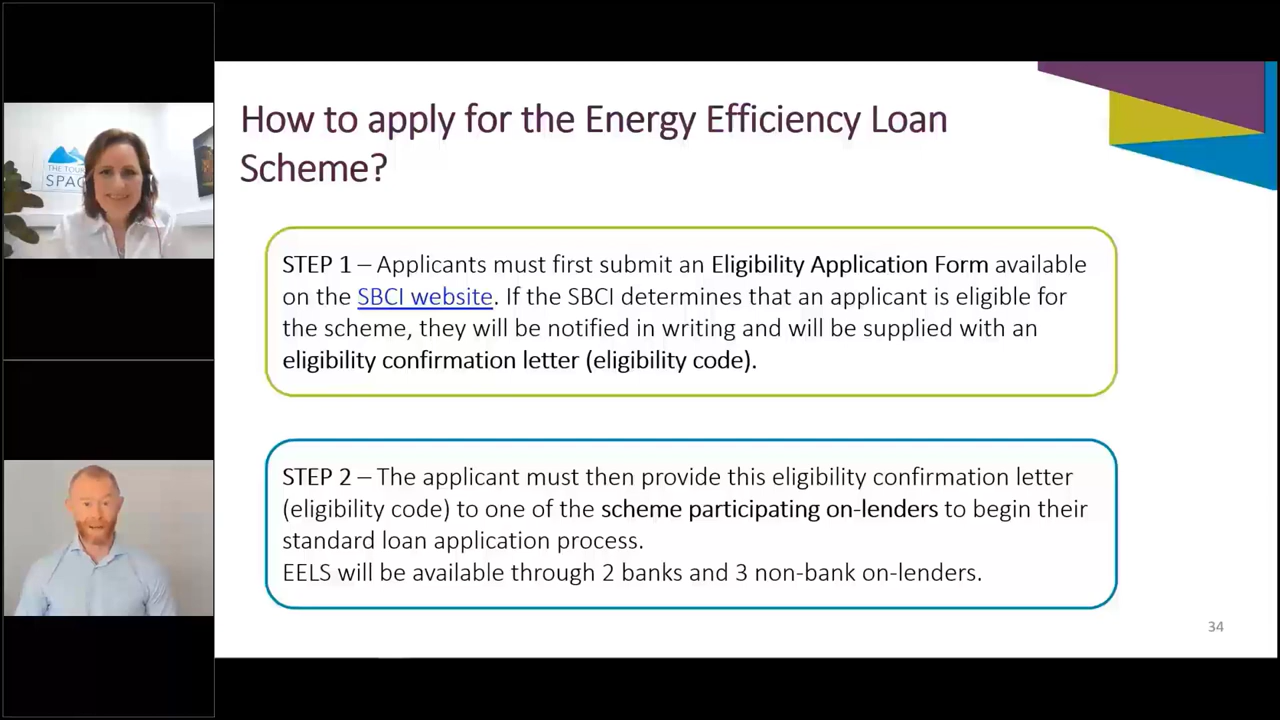 How to apply for the Energy Efficiency Loan
Scheme?
THE TOUR
SPAC
STEP 1 – Applicants must first submit an Eligibility Application Form available
on the SBCI website. If the SBCI determines that an applicant is eligible for
the scheme, they will be notified in writing and will be supplied with an
eligibility confirmation letter (eligibility code).
STEP 2 – The applicant must then provide this eligibility confirmation letter
(eligibility code) to one of the scheme participating on-lenders to begin their
standard loan application process.
EELS will be available through 2 banks and 3 non-bank on-lenders.
34